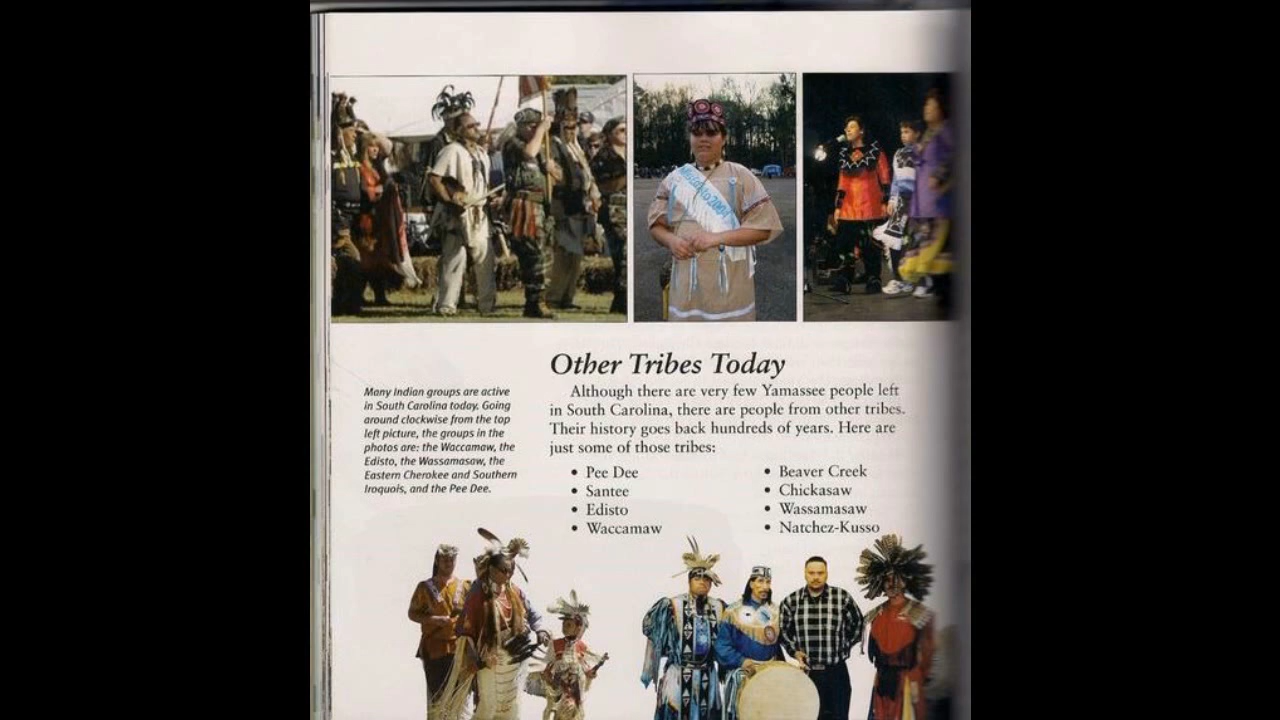 Miss Edisto 2004
Other Tribes Today
Many Indian groups are active
in South Carolina today. Going
around clockwise from the top
left picture, the groups in the
photos are: the Waccamaw, the
Edisto, the Wassamasaw, the
Eastern Cherokee and Southern
Iroquois, and the Pee Dee.
Although there are very few Yamassee people left
in South Carolina, there are people from other tribes.
Their history goes back hundreds of years. Here are
just some of those tribes:
• Pee Dee
• Santee
• Edisto
• Waccamaw
• Beaver Creek
• Chickasaw
• Wassamasaw
• Natchez-Kusso